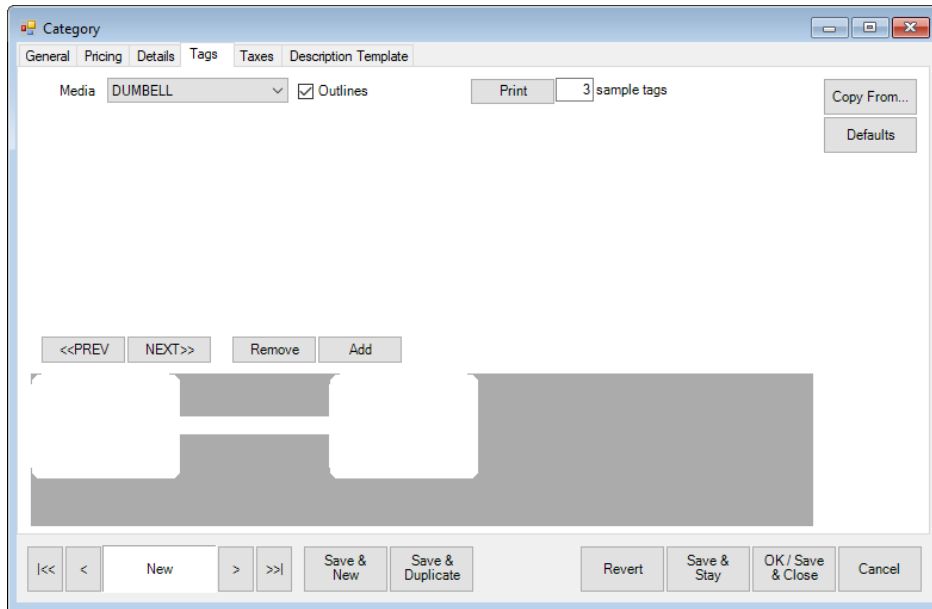 Category
General Pricing Details Tags Taxes Description Template
Media DUMBELL Outlines Print 3 sample tags
Copy From...
Defaults
<<PREV NEXT>> Remove Add
|<< < New > >>| Save & New Save & Duplicate Revert Save & Stay OK / Save & Close Cancel